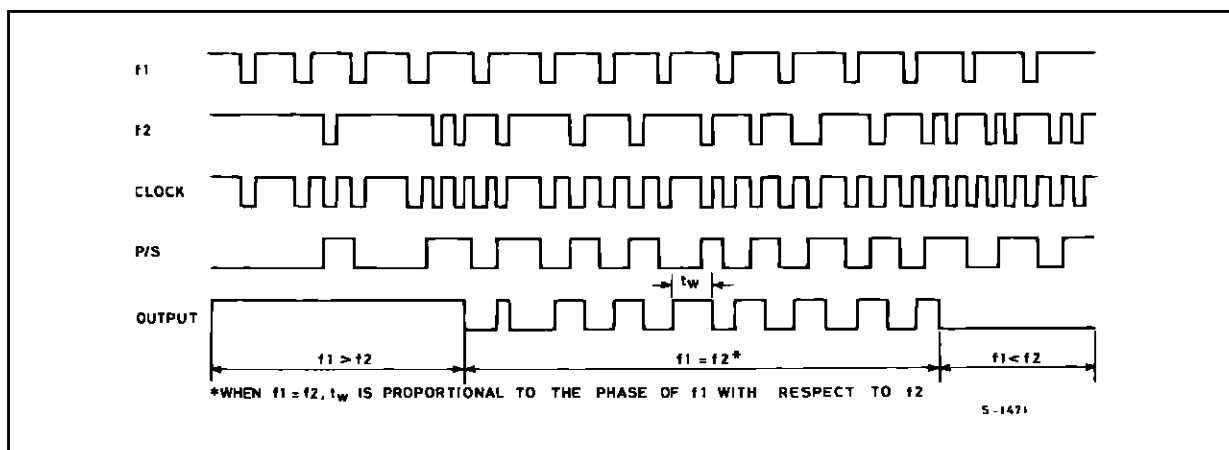 f1
f2
CLOCK
P/S
tw
OUTPUT
f1 > f2
f1 = f2*
f1 < f2
*WHEN f1 = f2, tw IS PROPORTIONAL TO THE PHASE OF f1 WITH RESPECT TO f2
S-1471